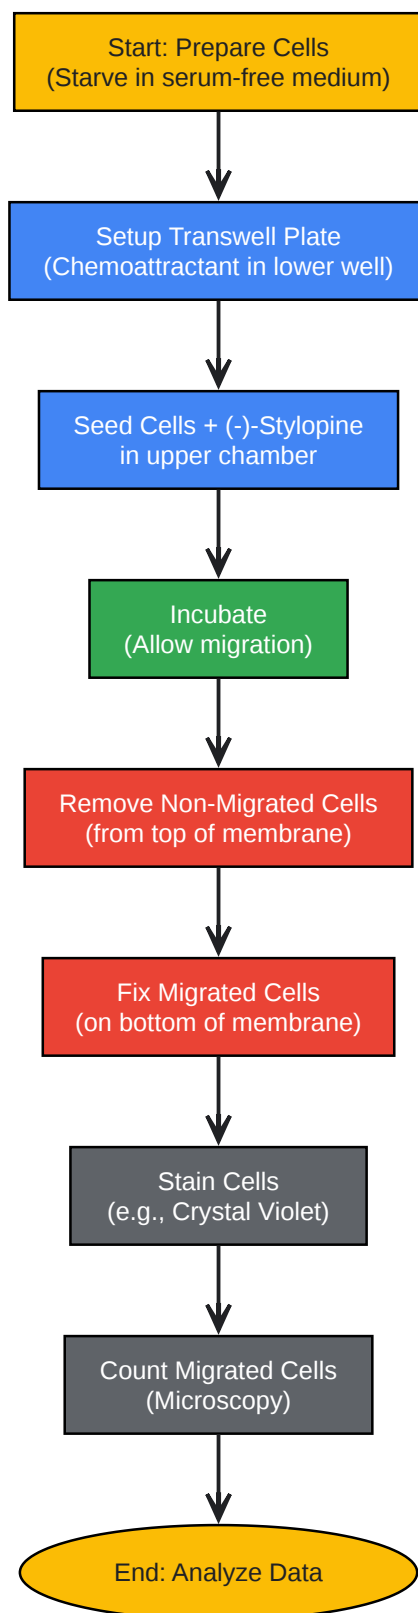 Start: Prepare Cells
(Starve in serum-free medium)
Setup Transwell Plate
(Chemoattractant in lower well)
Seed Cells + (-)-Stylopine
in upper chamber
Incubate
(Allow migration)
Remove Non-Migrated Cells
(from top of membrane)
Fix Migrated Cells
(on bottom of membrane)
Stain Cells
(e.g., Crystal Violet)
Count Migrated Cells
(Microscopy)
End: Analyze Data